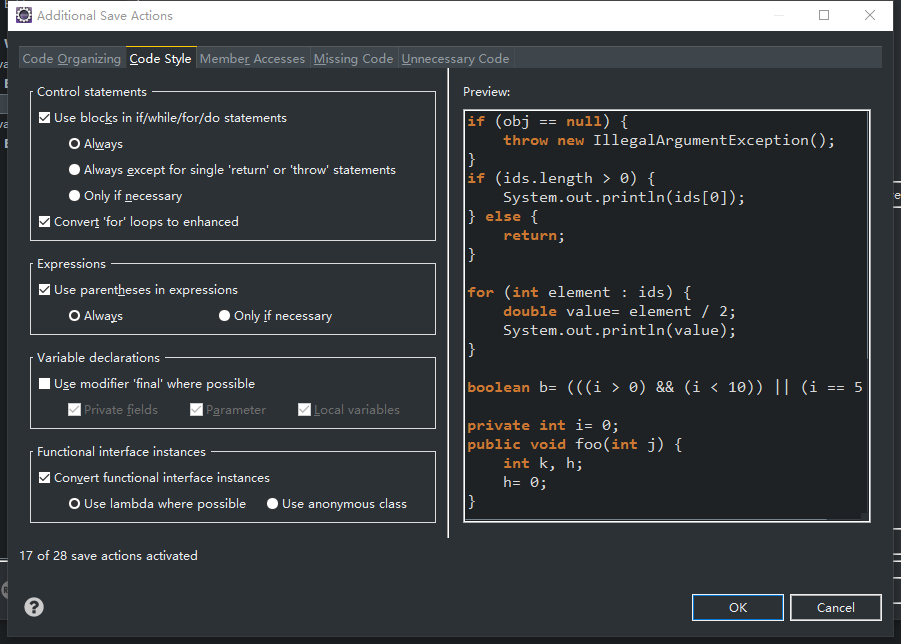 Additional Save Actions
Code Organizing Code Style Member Accesses Missing Code Unnecessary Code
Control statements
Use blocks in if/while/for/do statements
Always
Always except for single 'return' or 'throw' statements
Only if necessary
Convert 'for' loops to enhanced
Expressions
Use parentheses in expressions
Always Only if necessary
Variable declarations
Use modifier 'final' where possible
Private fields Parameter Local variables
Functional interface instances
Convert functional interface instances
Use lambda where possible Use anonymous class
17 of 28 save actions activated
Preview:
if (obj == null) {
    throw new IllegalArgumentException();
}
if (ids.length > 0) {
    System.out.println(ids[0]);
} else {
    return;
}
for (int element : ids) {
    double value= element / 2;
    System.out.println(value);
}
boolean b= (((i > 0) && (i < 10)) || (i == 5
private int i= 0;
public void foo(int j) {
    int k, h;
    h= 0;
}
?
OK Cancel